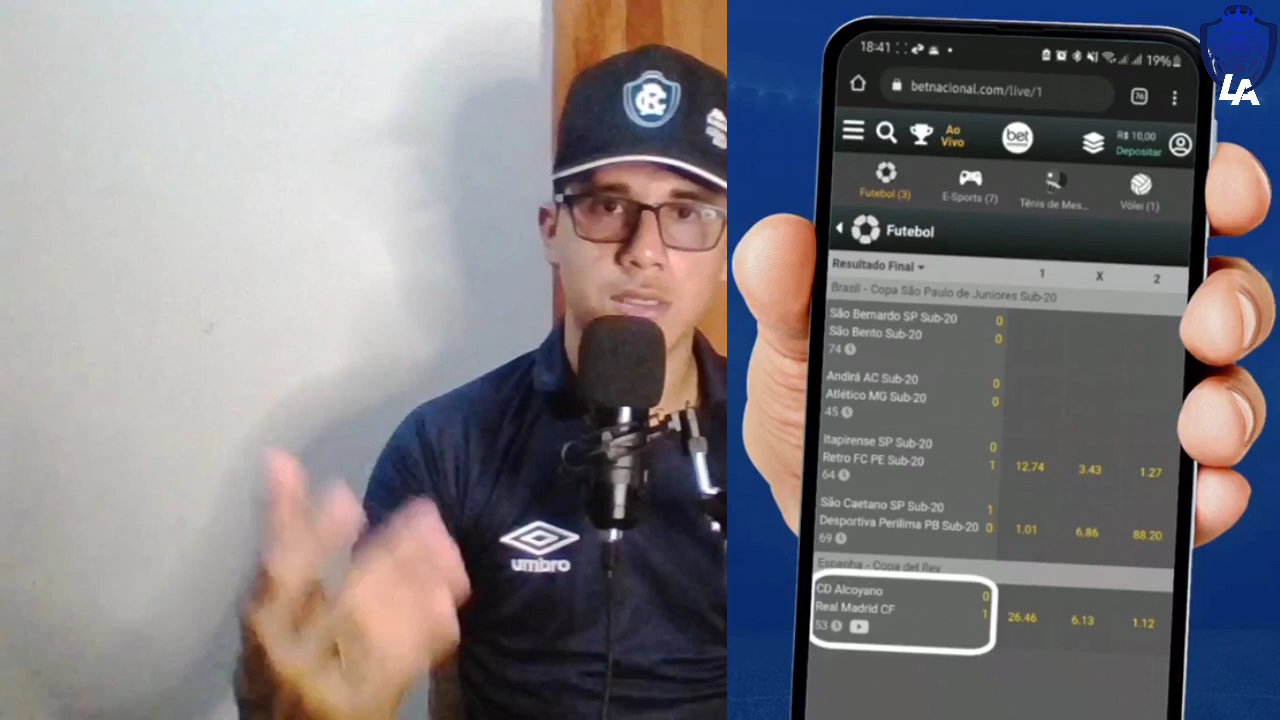 umbro
LA
18:41
19%
betnacional.com/live/1
76
Ao Vivo
bet
R$ 10,00
Depositar
Futebol (3)
E-Sports (7)
Tênis de Mes...
Vôlei (1)
Futebol
Resultado Final 1 X 2
Brasil - Copa São Paulo de Juniores Sub-20
São Bernardo SP Sub-20 0
São Bento Sub-20 0
74
Andirá AC Sub-20 0
Atlético MG Sub-20 0
45
Itapirense SP Sub-20 0
Retro FC PE Sub-20 1 12.74 3.43 1.27
64
São Caetano SP Sub-20 1
Desportiva Perilima PB Sub-20 0 1.01 6.86 88.20
69
Espanha - Copa del Rey
CD Alcoyano 0
Real Madrid CF 1 26.46 6.13 1.12
53